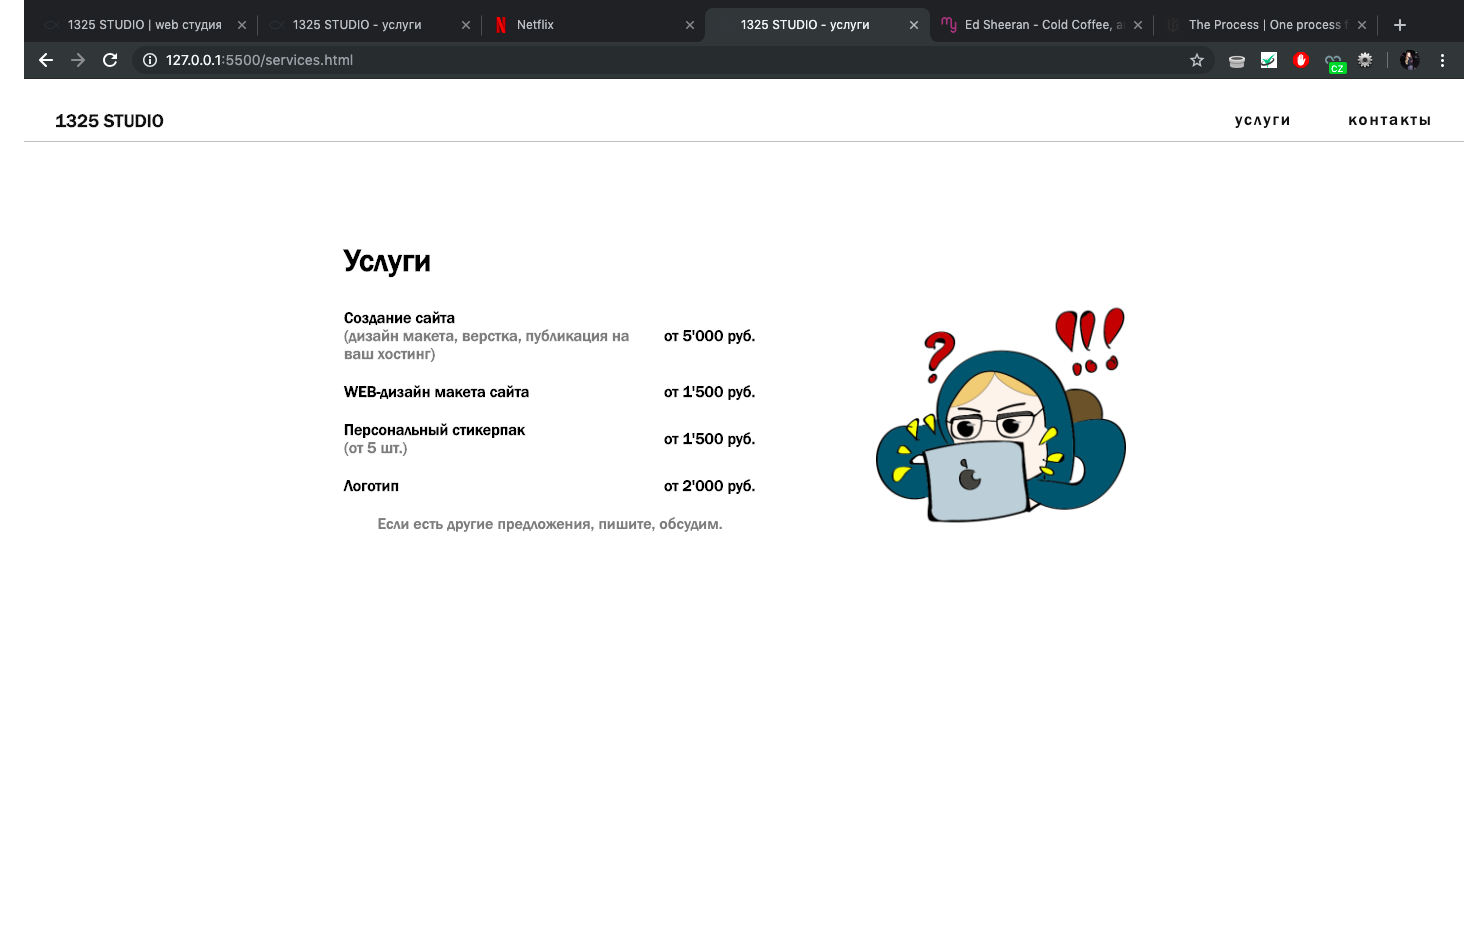 1325 STUDIO | web студия
1325 STUDIO - услуги
Netflix
1325 STUDIO - услуги
Ed Sheeran - Cold Coffee, a
The Process | One process f
127.0.0.1:5500/services.html
CZ
1325 STUDIO
услуги
контакты
Услуги
Создание сайта
(дизайн макета, верстка, публикация на
ваш хостинг)
от 5'000 руб.
WEB-дизайн макета сайта
от 1'500 руб.
Персональный стикерпак
(от 5 шт.)
от 1'500 руб.
Логотип
от 2'000 руб.
Если есть другие предложения, пишите, обсудим.
?
!!!